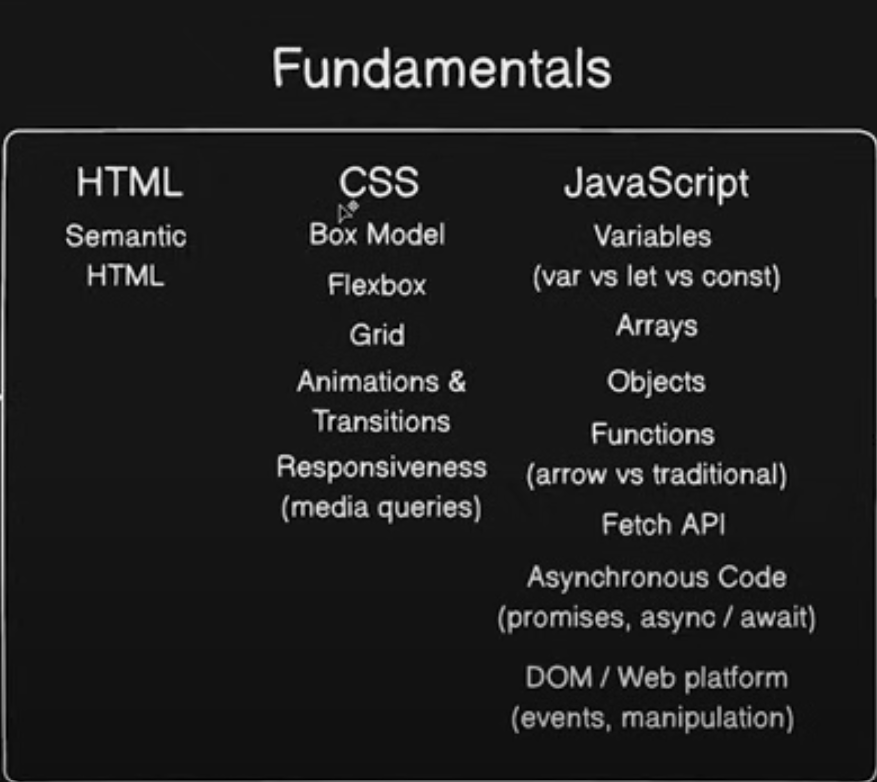 Fundamentals
HTML
Semantic
HTML
CSS
Box Model
Flexbox
Grid
Animations &
Transitions
Responsiveness
(media queries)
JavaScript
Variables
(var vs let vs const)
Arrays
Objects
Functions
(arrow vs traditional)
Fetch API
Asynchronous Code
(promises, async / await)
DOM / Web platform
(events, manipulation)